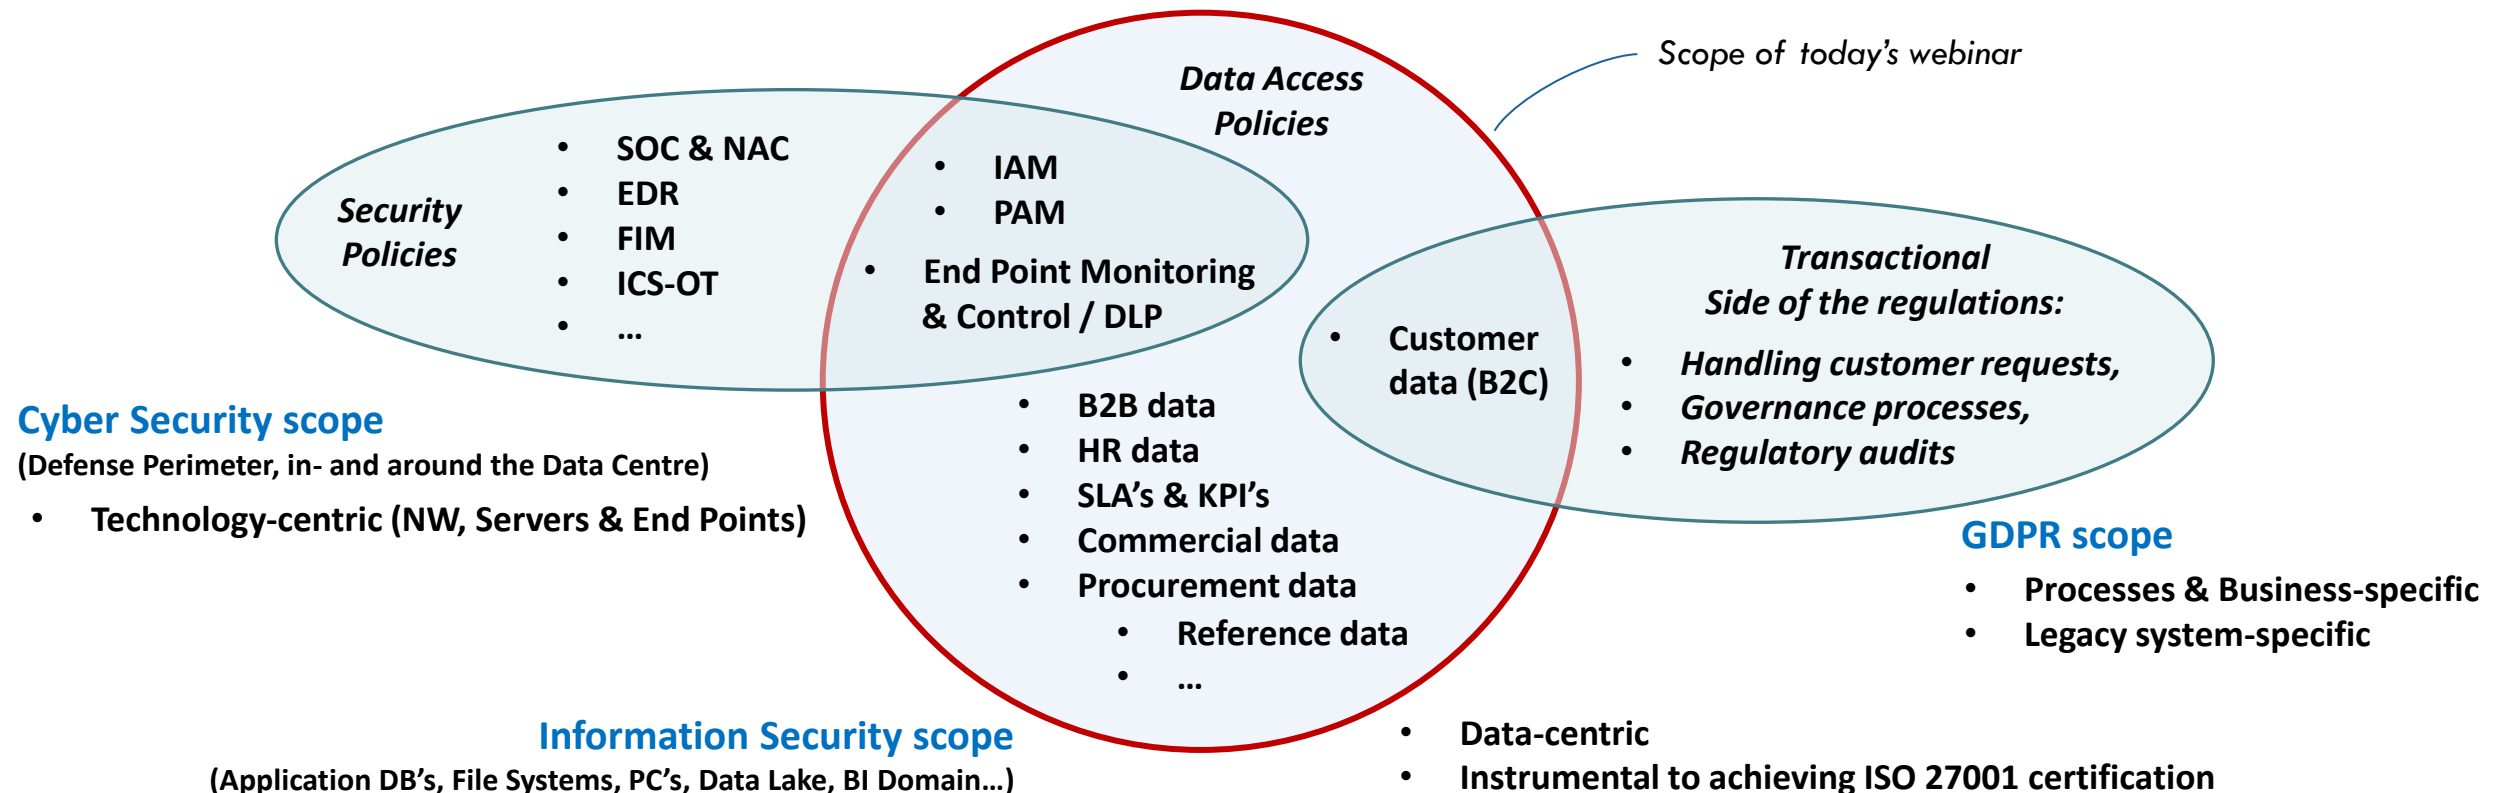 Scope of today's webinar
Data Access
Policies
Security
Policies
• SOC & NAC
• EDR
• FIM
• ICS-OT
• …
• IAM
• PAM
• End Point Monitoring
& Control / DLP
Transactional
Side of the regulations:
• Handling customer requests,
• Governance processes,
• Regulatory audits
• Customer
data (B2C)
• B2B data
• HR data
• SLA's & KPI's
• Commercial data
• Procurement data
• Reference data
• …
Cyber Security scope
(Defense Perimeter, in- and around the Data Centre)
• Technology-centric (NW, Servers & End Points)
GDPR scope
• Processes & Business-specific
• Legacy system-specific
Information Security scope
(Application DB's, File Systems, PC's, Data Lake, BI Domain…)
• Data-centric
• Instrumental to achieving ISO 27001 certification